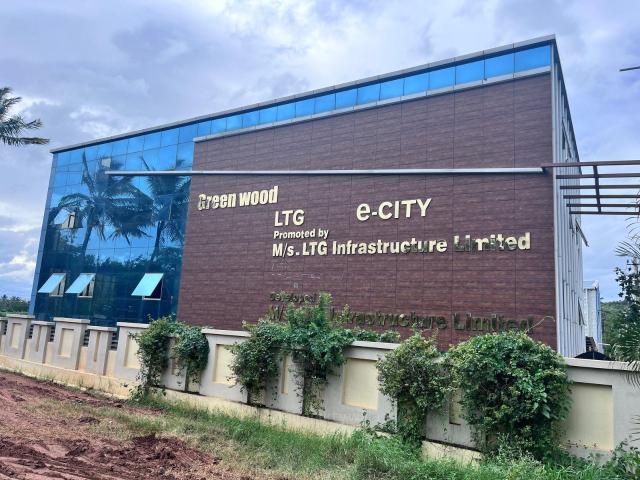 Green wood
LTG e-CITY
Promoted by
M/s. LTG Infrastructure Limited
Infrastructure Limited